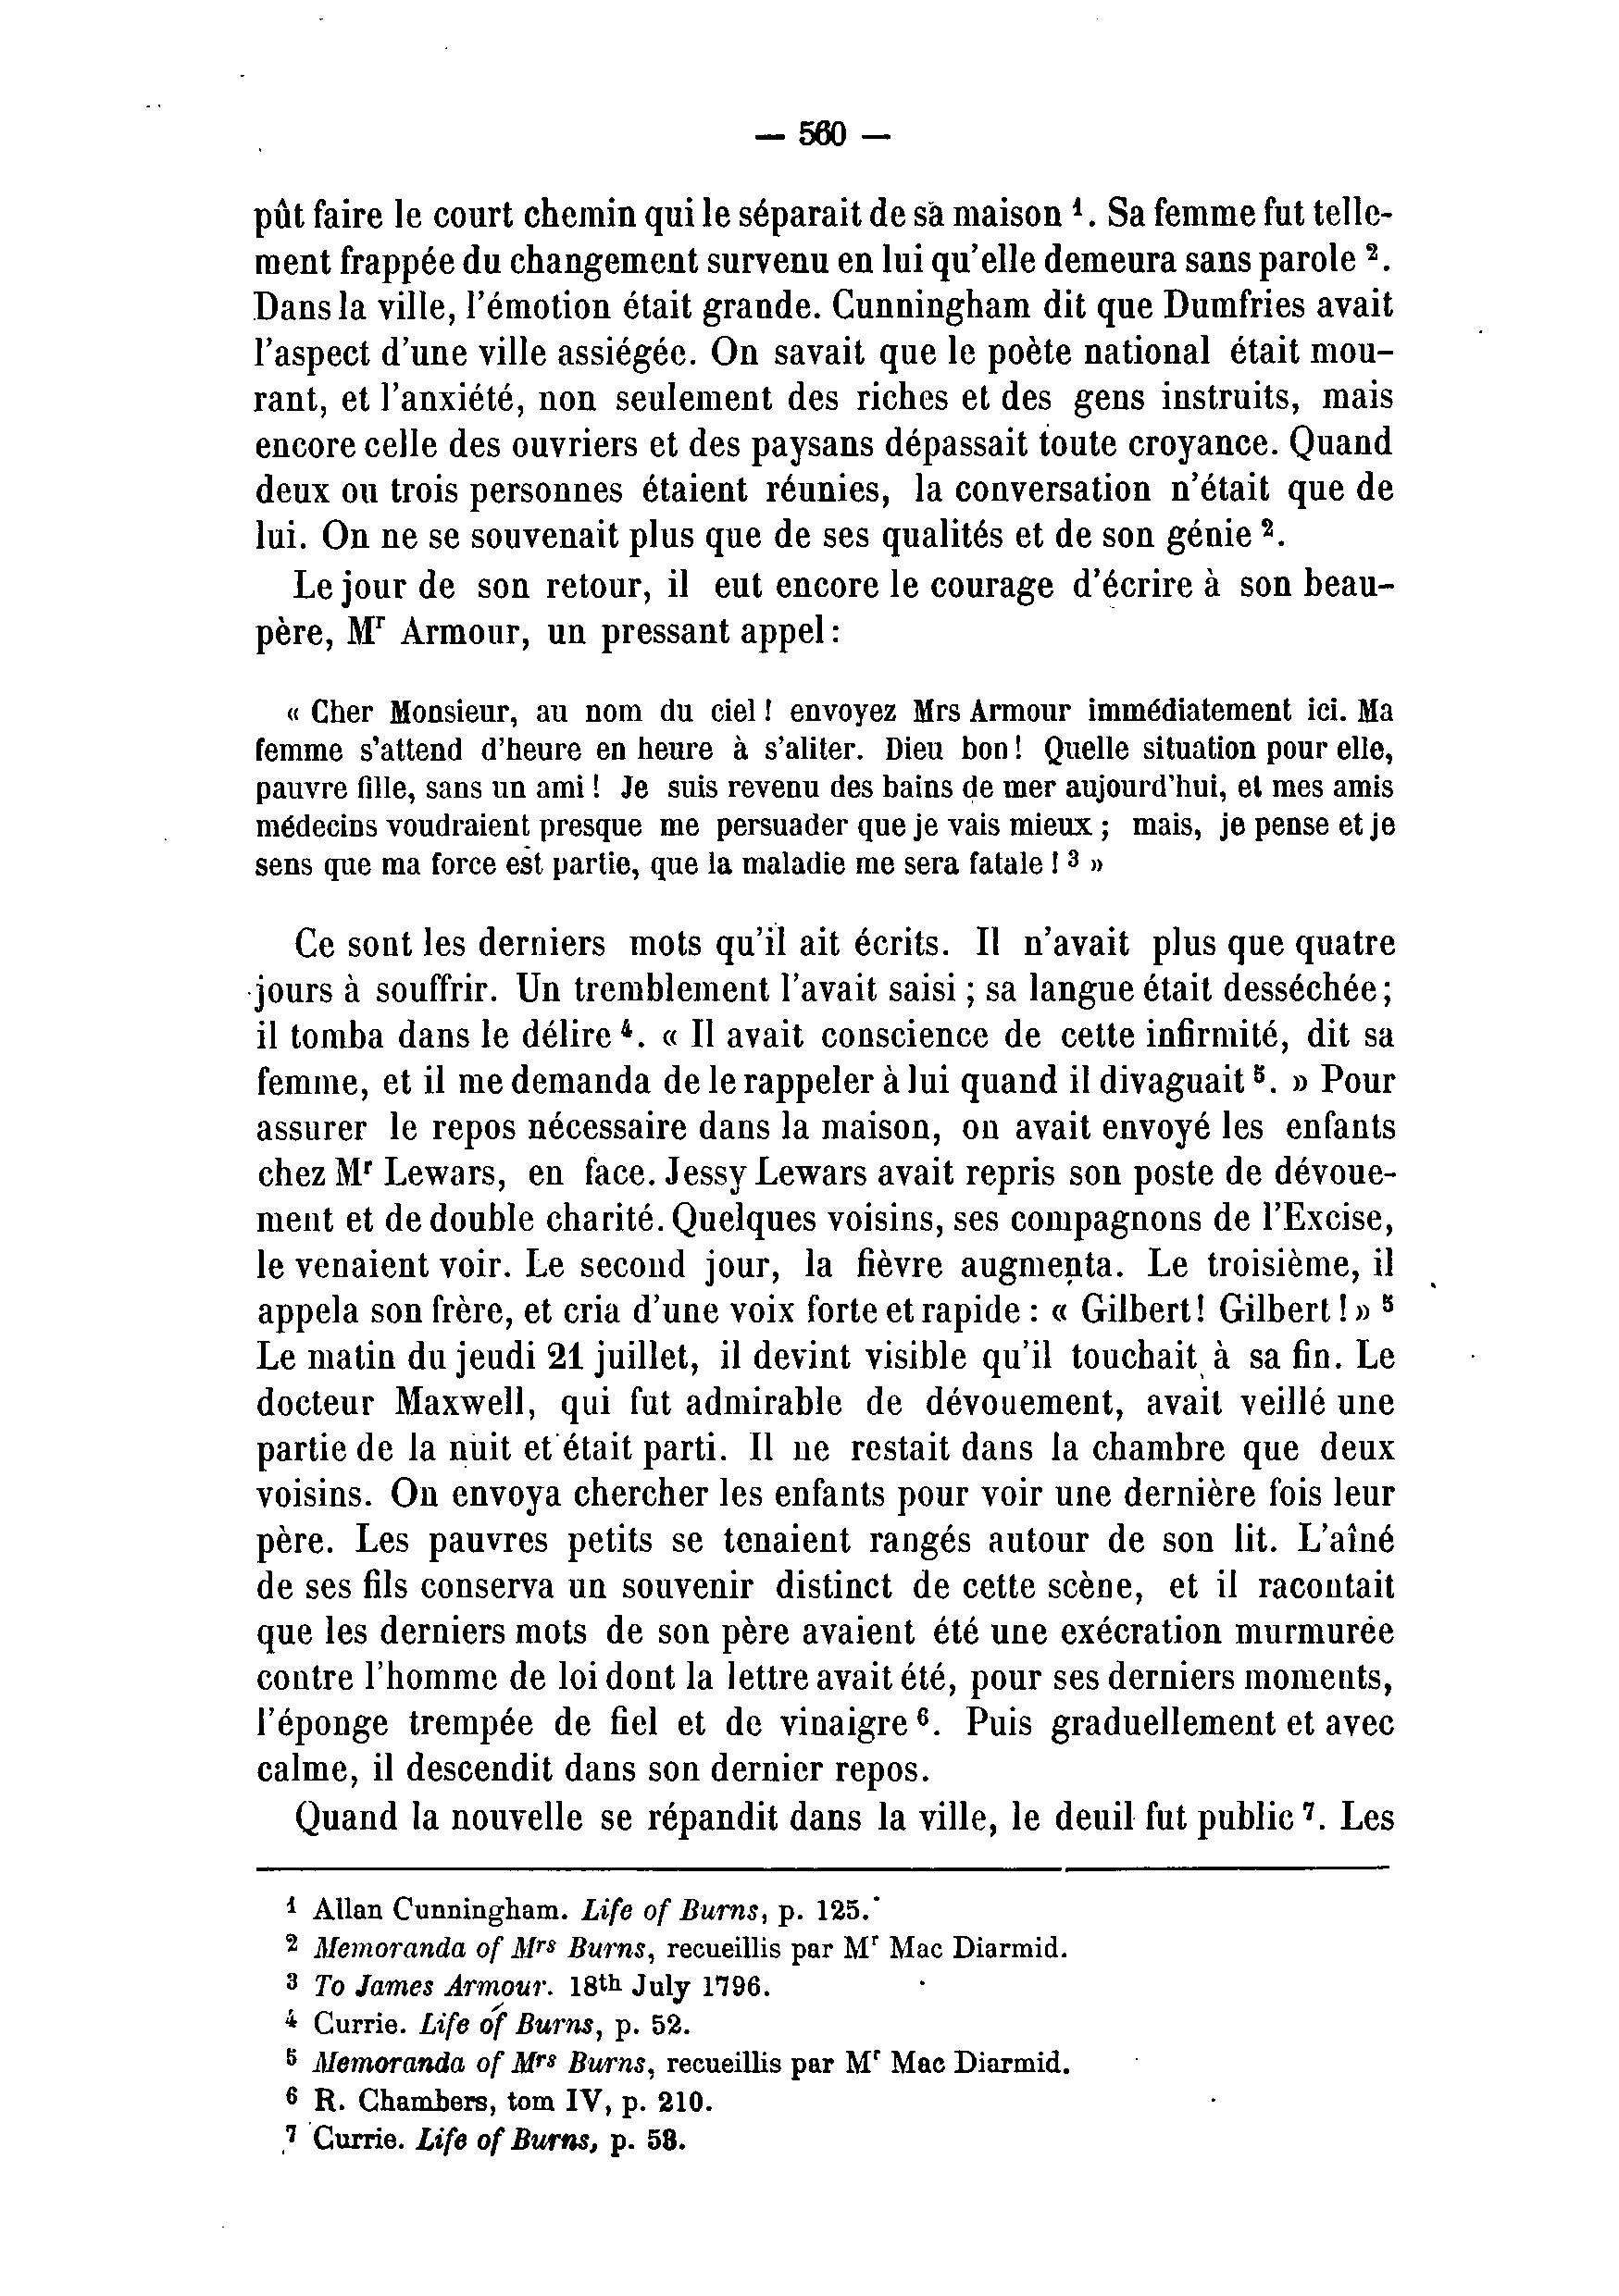 — 560 —
pût faire le court chemin qui le séparait de sa maison ¹. Sa femme fut telle-
ment frappée du changement survenu en lui qu'elle demeura sans parole ².
Dans la ville, l'émotion était grande. Cunningham dit que Dumfries avait
l'aspect d'une ville assiégée. On savait que le poète national était mou-
rant, et l'anxiété, non seulement des riches et des gens instruits, mais
encore celle des ouvriers et des paysans dépassait toute croyance. Quand
deux ou trois personnes étaient réunies, la conversation n'était que de
lui. On ne se souvenait plus que de ses qualités et de son génie ².
Le jour de son retour, il eut encore le courage d'écrire à son beau-
père, Mʳ Armour, un pressant appel :
« Cher Monsieur, au nom du ciel ! envoyez Mrs Armour immédiatement ici. Ma
femme s'attend d'heure en heure à s'aliter. Dieu bon ! Quelle situation pour elle,
pauvre fille, sans un ami ! Je suis revenu des bains de mer aujourd'hui, et mes amis
médecins voudraient presque me persuader que je vais mieux ; mais, je pense et je
sens que ma force est partie, que la maladie me sera fatale ! ³ »
Ce sont les derniers mots qu'il ait écrits. Il n'avait plus que quatre
jours à souffrir. Un tremblement l'avait saisi ; sa langue était desséchée ;
il tomba dans le délire ⁴. « Il avait conscience de cette infirmité, dit sa
femme, et il me demanda de le rappeler à lui quand il divaguait ⁵. » Pour
assurer le repos nécessaire dans la maison, on avait envoyé les enfants
chez Mʳ Lewars, en face. Jessy Lewars avait repris son poste de dévoue-
ment et de double charité. Quelques voisins, ses compagnons de l'Excise,
le venaient voir. Le second jour, la fièvre augmenta. Le troisième, il
appela son frère, et cria d'une voix forte et rapide : « Gilbert ! Gilbert ! » ⁵
Le matin du jeudi 21 juillet, il devint visible qu'il touchait à sa fin. Le
docteur Maxwell, qui fut admirable de dévouement, avait veillé une
partie de la nuit et était parti. Il ne restait dans la chambre que deux
voisins. On envoya chercher les enfants pour voir une dernière fois leur
père. Les pauvres petits se tenaient rangés autour de son lit. L'aîné
de ses fils conserva un souvenir distinct de cette scène, et il racontait
que les derniers mots de son père avaient été une exécration murmurée
contre l'homme de loi dont la lettre avait été, pour ses derniers moments,
l'éponge trempée de fiel et de vinaigre ⁶. Puis graduellement et avec
calme, il descendit dans son dernier repos.
Quand la nouvelle se répandit dans la ville, le deuil fut public ⁷. Les
¹ Allan Cunningham. Life of Burns, p. 125.
² Memoranda of Mrs Burns, recueillis par Mʳ Mac Diarmid.
³ To James Armour. 18th July 1796.
⁴ Currie. Life of Burns, p. 52.
⁵ Memoranda of Mrs Burns, recueillis par Mʳ Mac Diarmid.
⁶ R. Chambers, tom IV, p. 210.
⁷ Currie. Life of Burns, p. 53.